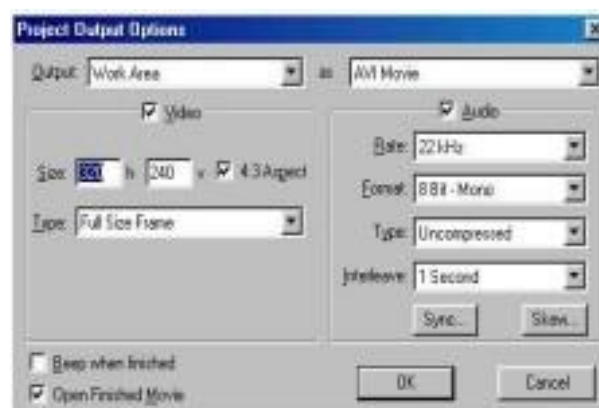 Project Output Options
Output: Work Area as AVI Movie
Video
Size: 320 h 240 v 4:3 Aspect
Type: Full Size Frame
Audio
Rate: 22 kHz
Format: 8 Bit - Mono
Type: Uncompressed
Interleave: 1 Second
Sync... Skew...
Beep when finished
Open Finished Movie
OK Cancel